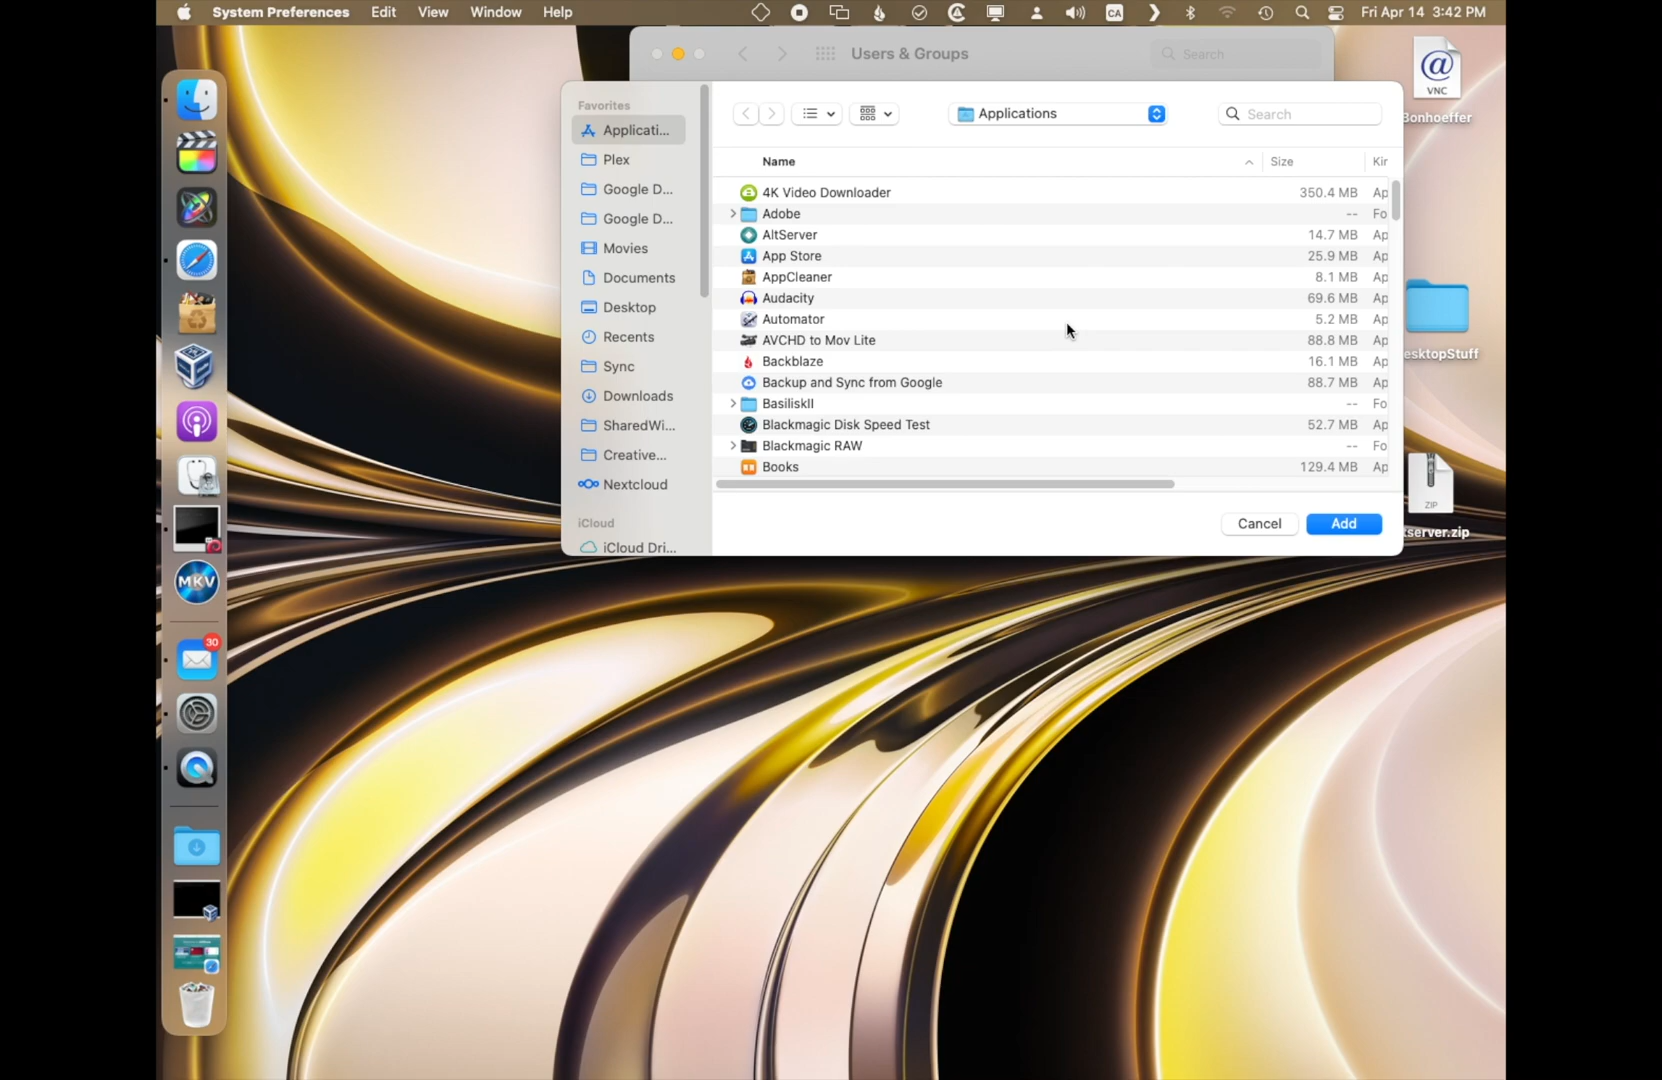 System Preferences Edit View Window Help CA Fri Apr 14 3:42 PM
Users & Groups Search
@
VNC
Bonhoeffer
Favorites
Applicati...
Plex
Google D...
Google D...
Movies
Documents
Desktop
Recents
Sync
Downloads
SharedWi...
Creative...
Nextcloud
iCloud
iCloud Dri...
Applications
Search
Name Size Kir
4K Video Downloader 350.4 MB Ap
Adobe -- Fo
AltServer 14.7 MB Ap
App Store 25.9 MB Ap
AppCleaner 8.1 MB Ap
Audacity 69.6 MB Ap
Automator 5.2 MB Ap
AVCHD to Mov Lite 88.8 MB Ap
Backblaze 16.1 MB Ap
Backup and Sync from Google 88.7 MB Ap
BasiliskII -- Fo
Blackmagic Disk Speed Test 52.7 MB Ap
Blackmagic RAW -- Fo
Books 129.4 MB Ap
Cancel Add
esktopStuff
ZIP
kserver.zip
MKV
30